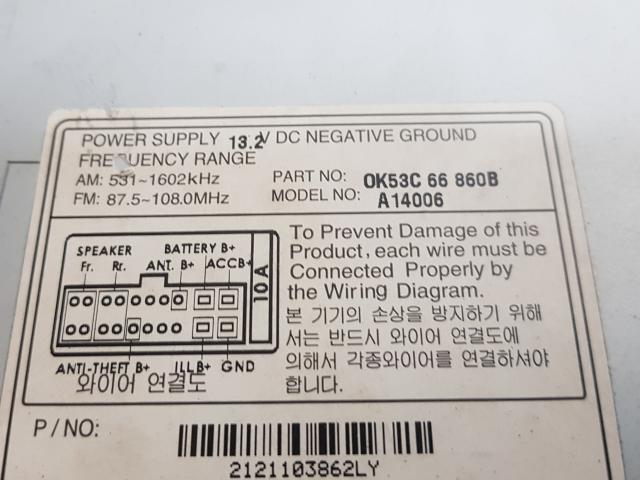 POWER SUPPLY 13.2V DC NEGATIVE GROUND
FREQUENCY RANGE
AM: 531~1602kHz
PART NO: OK53C 66 860B
FM: 87.5~108.0MHz
MODEL NO: A14006
SPEAKER
BATTERY B+
Fr. Rr. ANT. B+ ACCB+
10A
ANTI-THEFT B+ ILLB+ GND
와이어 연결도
To Prevent Damage of this
Product, each wire must be
Connected Properly by
the Wiring Diagram.
본 기기의 손상을 방지하기 위해
서는 반드시 와이어 연결도에
의해서 각종와이어를 연결하셔야
합니다.
P/NO:
2121103862LY